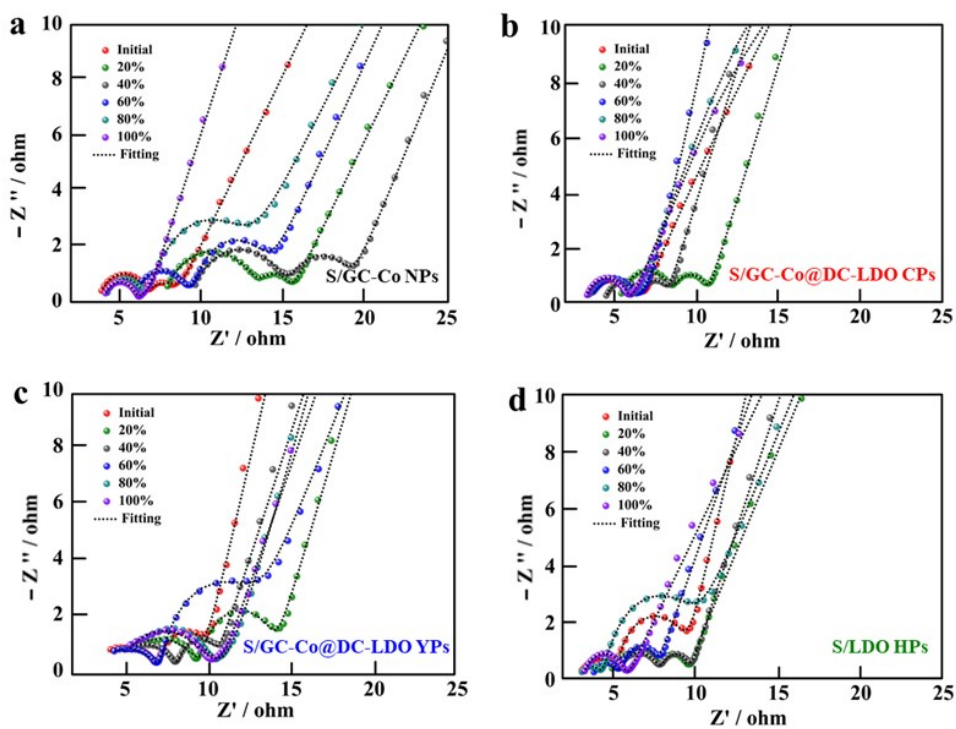 a
10
8
6
4
2
0
– Z '' / ohm
Initial
20%
40%
60%
80%
100%
Fitting
S/GC-Co NPs
5 10 15 20 25
Z' / ohm
b
10
8
6
4
2
0
– Z '' / ohm
Initial
20%
40%
60%
80%
100%
Fitting
S/GC-Co@DC-LDO CPs
5 10 15 20 25
Z' / ohm
c
10
8
6
4
2
0
– Z '' / ohm
Initial
20%
40%
60%
80%
100%
Fitting
S/GC-Co@DC-LDO YPs
5 10 15 20 25
Z' / ohm
d
10
8
6
4
2
0
– Z '' / ohm
Initial
20%
40%
60%
80%
100%
Fitting
S/LDO HPs
5 10 15 20 25
Z' / ohm